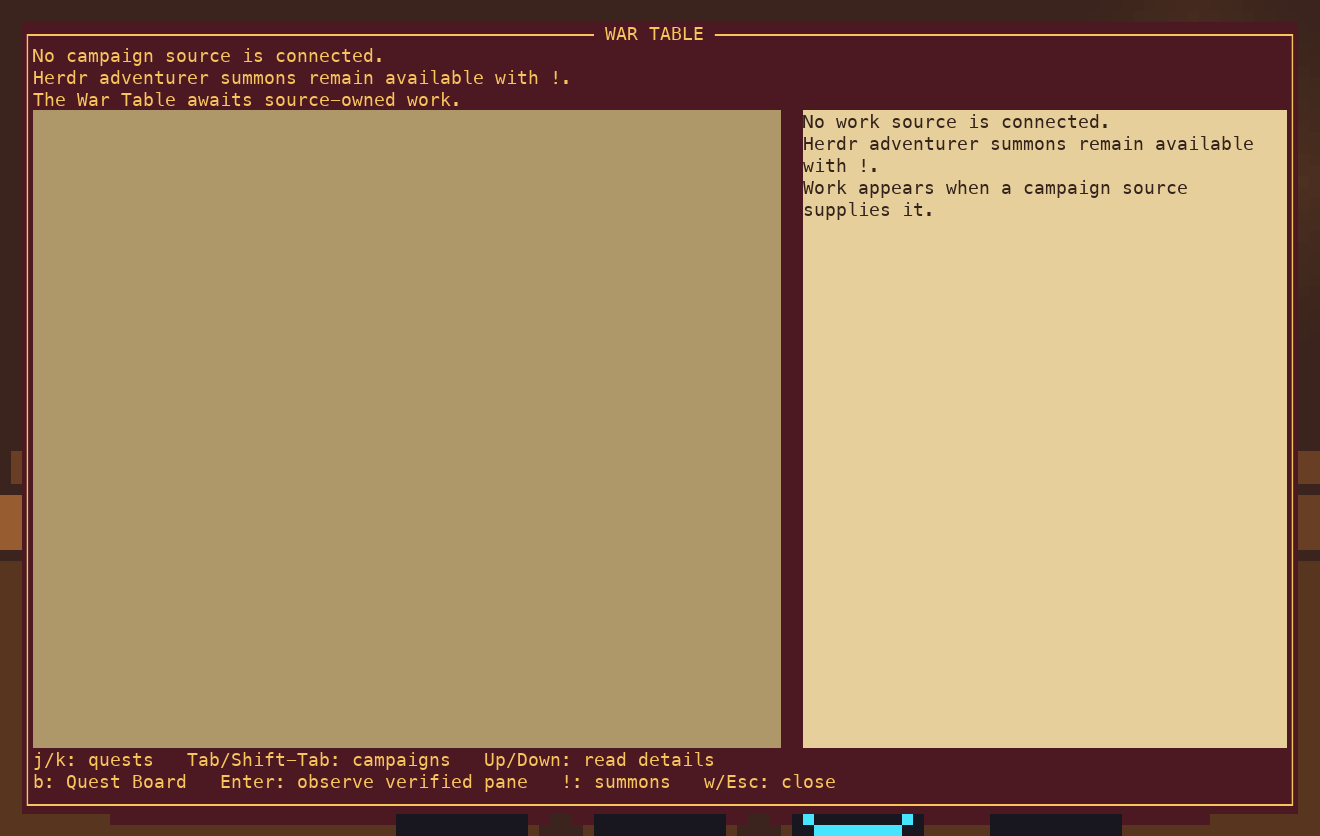 WAR TABLE
No campaign source is connected.
Herdr adventurer summons remain available with !.
The War Table awaits source-owned work.
No work source is connected.
Herdr adventurer summons remain available
with !.
Work appears when a campaign source
supplies it.
j/k: quests   Tab/Shift-Tab: campaigns   Up/Down: read details
b: Quest Board   Enter: observe verified pane   !: summons   w/Esc: close